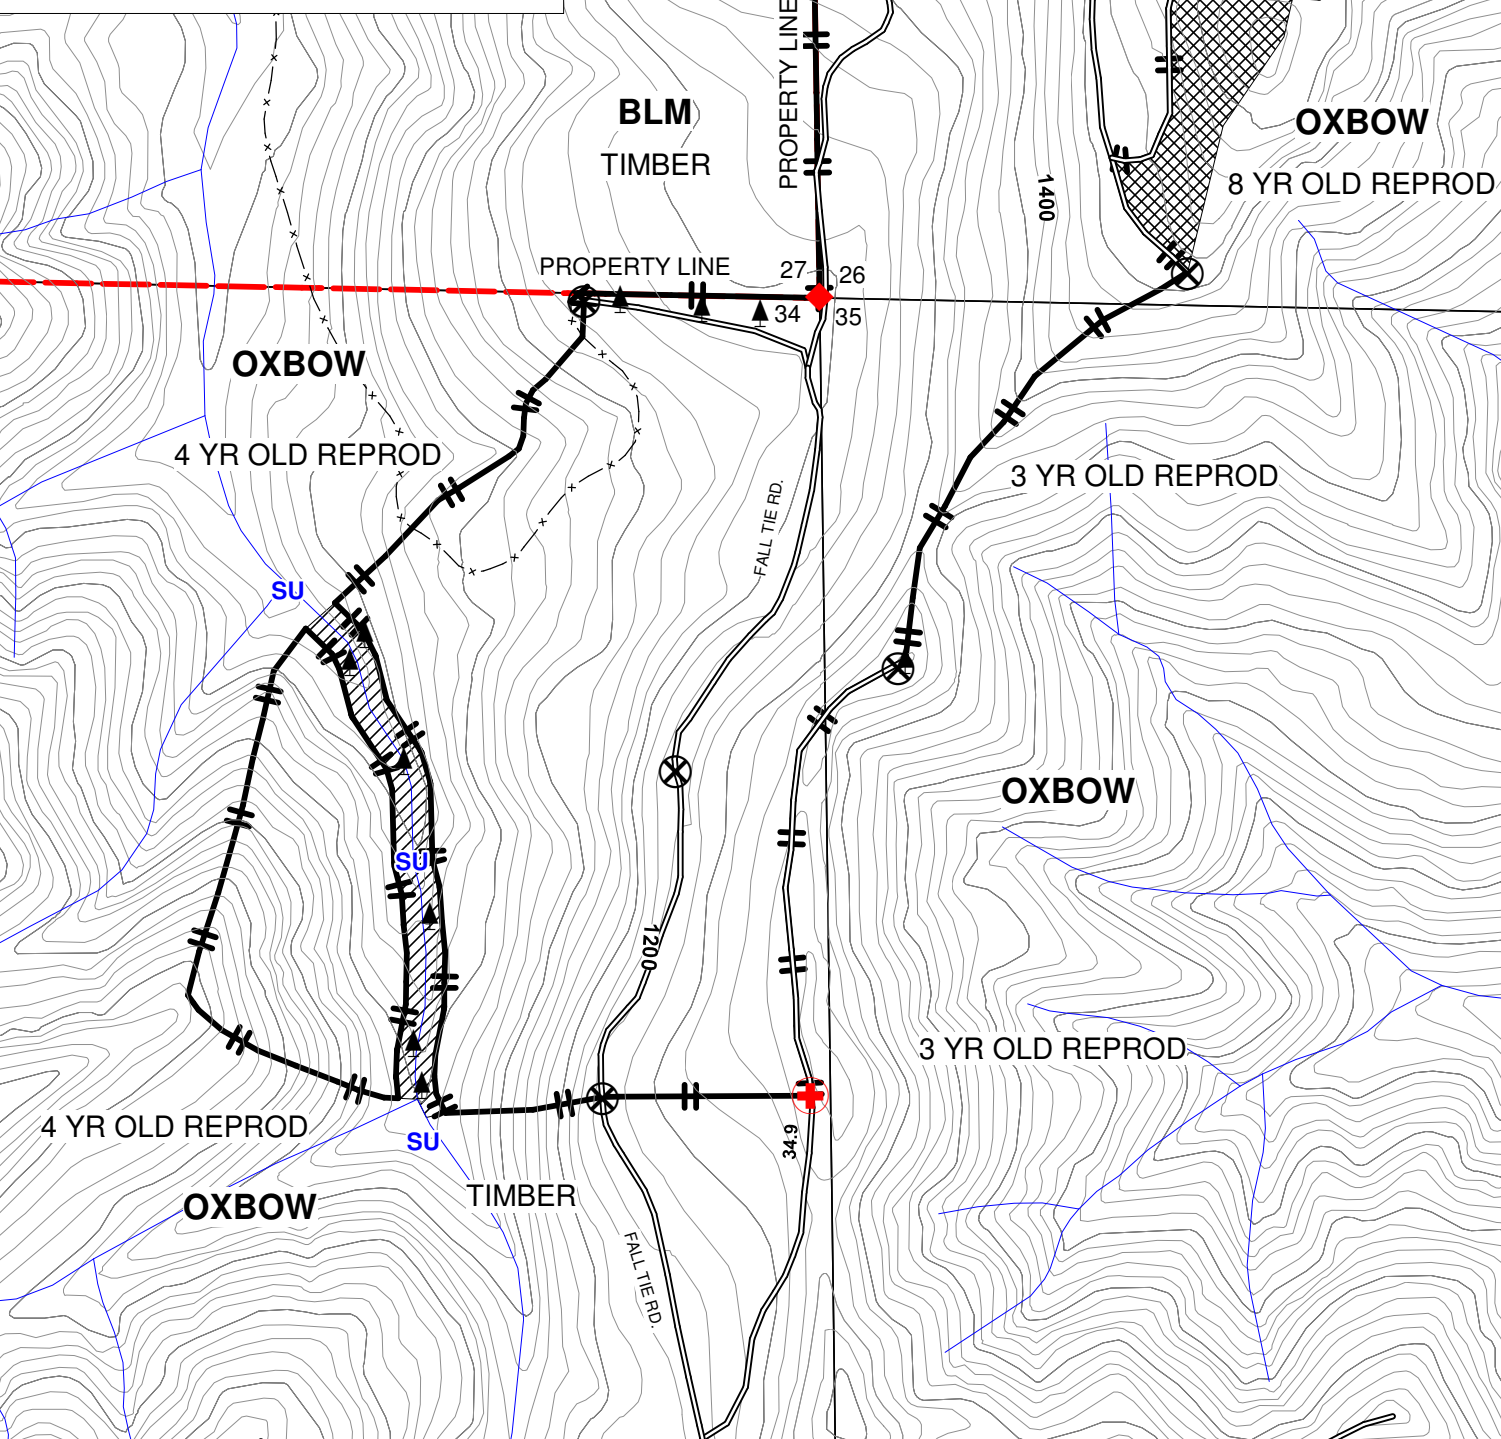 PROPERTY LINE
BLM
TIMBER
OXBOW
8 YR OLD REPROD
1400
PROPERTY LINE
27
26
34
35
OXBOW
4 YR OLD REPROD
3 YR OLD REPROD
FALL TIE RD.
SU
OXBOW
SU
1200
3 YR OLD REPROD
4 YR OLD REPROD
SU
34.9
OXBOW
TIMBER
FALL TIE RD.